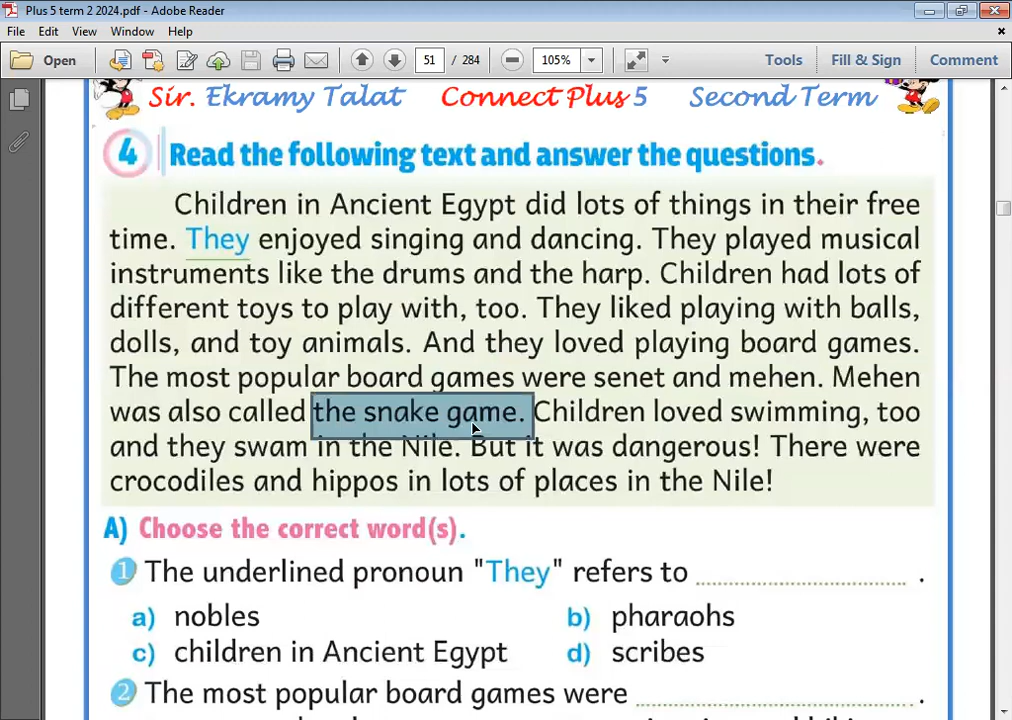 Plus 5 term 2 2024.pdf - Adobe Reader
File Edit View Window Help
Open 51 / 284 105% Tools Fill & Sign Comment
Sir. Ekramy Talat Connect Plus 5 Second Term
4 Read the following text and answer the questions.
Children in Ancient Egypt did lots of things in their free
time. They enjoyed singing and dancing. They played musical
instruments like the drums and the harp. Children had lots of
different toys to play with, too. They liked playing with balls,
dolls, and toy animals. And they loved playing board games.
The most popular board games were senet and mehen. Mehen
was also called the snake game. Children loved swimming, too
and they swam in the Nile. But it was dangerous! There were
crocodiles and hippos in lots of places in the Nile!
A) Choose the correct word(s).
1 The underlined pronoun "They" refers to .
a) nobles b) pharaohs
c) children in Ancient Egypt d) scribes
2 The most popular board games were .